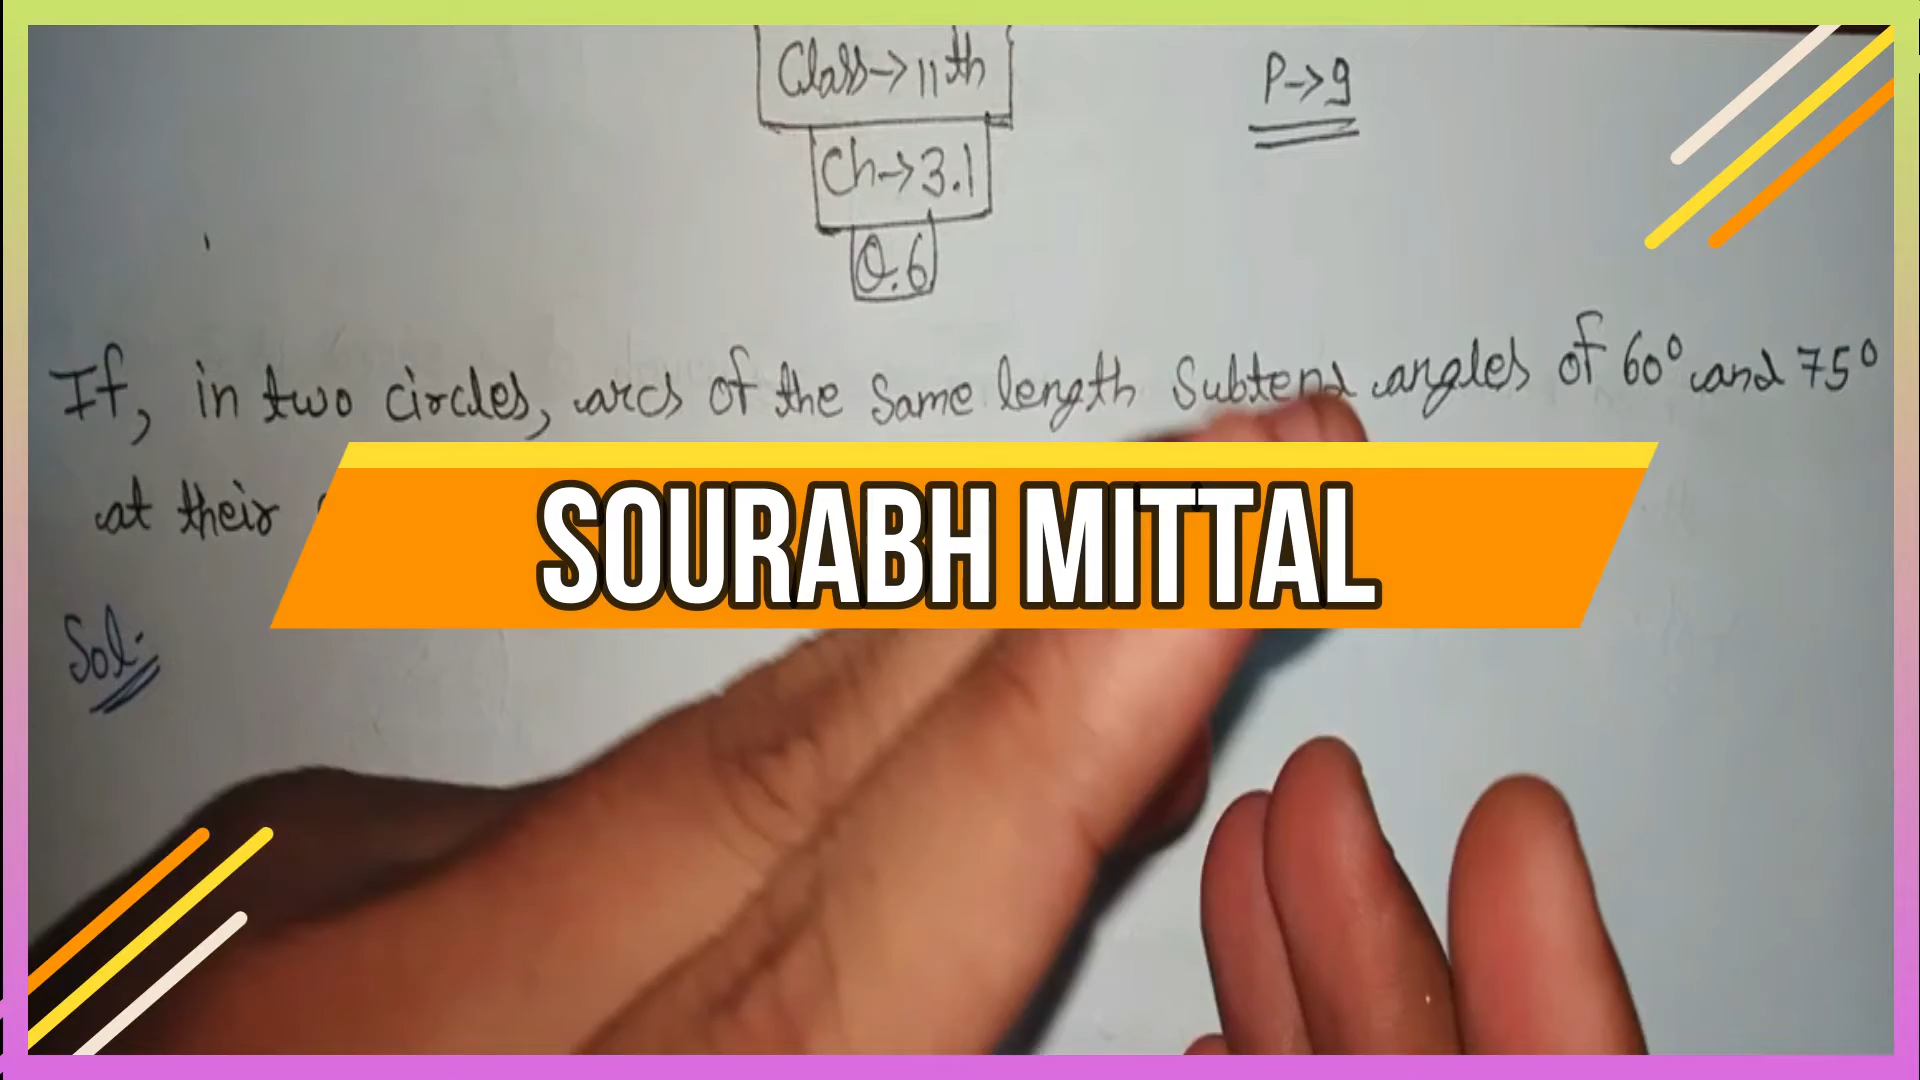 Class→11th
P→9
Ch→3.1
Q.6
If, in two circles, arcs of the same length subtend angles of 60° and 75°
at their
SOURABH MITTAL
Sol: